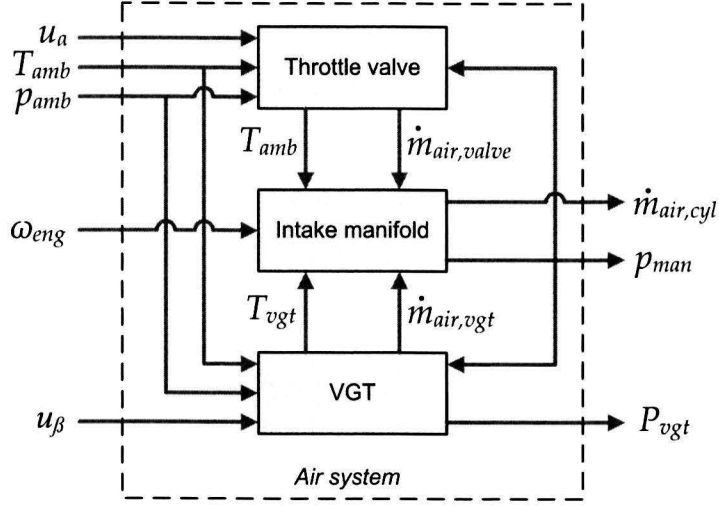 u_a
T_amb
p_amb
Throttle valve
T_amb
ṁ_air,valve
ω_eng
Intake manifold
ṁ_air,cyl
p_man
T_vgt
ṁ_air,vgt
VGT
u_β
P_vgt
Air system